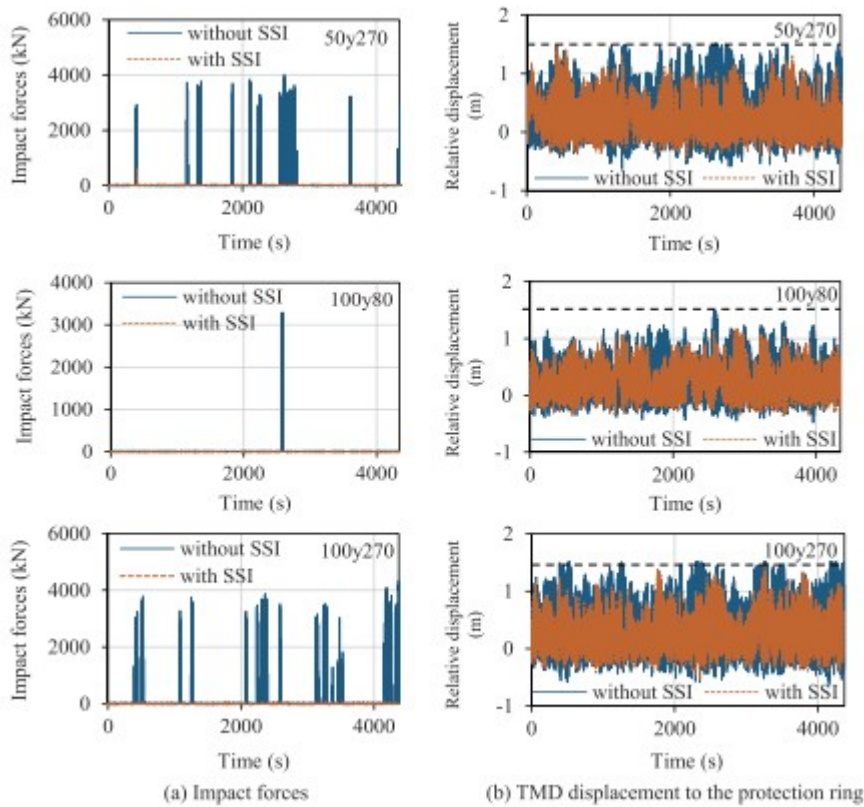 6000
4000
2000
0
Impact forces (kN)
without SSI
with SSI
50y270
0 2000 4000
Time (s)
2
1
0
-1
Relative displacement
(m)
50y270
without SSI with SSI
0 2000 4000
Time (s)
4000
3000
2000
1000
0
Impact forces (kN)
without SSI
with SSI
100y80
0 2000 4000
Time (s)
2
1
0
-1
Relative displacement
(m)
100y80
without SSI with SSI
0 2000 4000
Time (s)
6000
4000
2000
0
Impact forces (kN)
without SSI
with SSI
100y270
0 2000 4000
Time (s)
2
1
0
-1
Relative displacement
(m)
100y270
without SSI with SSI
0 2000 4000
Time (s)
(a) Impact forces
(b) TMD displacement to the protection ring